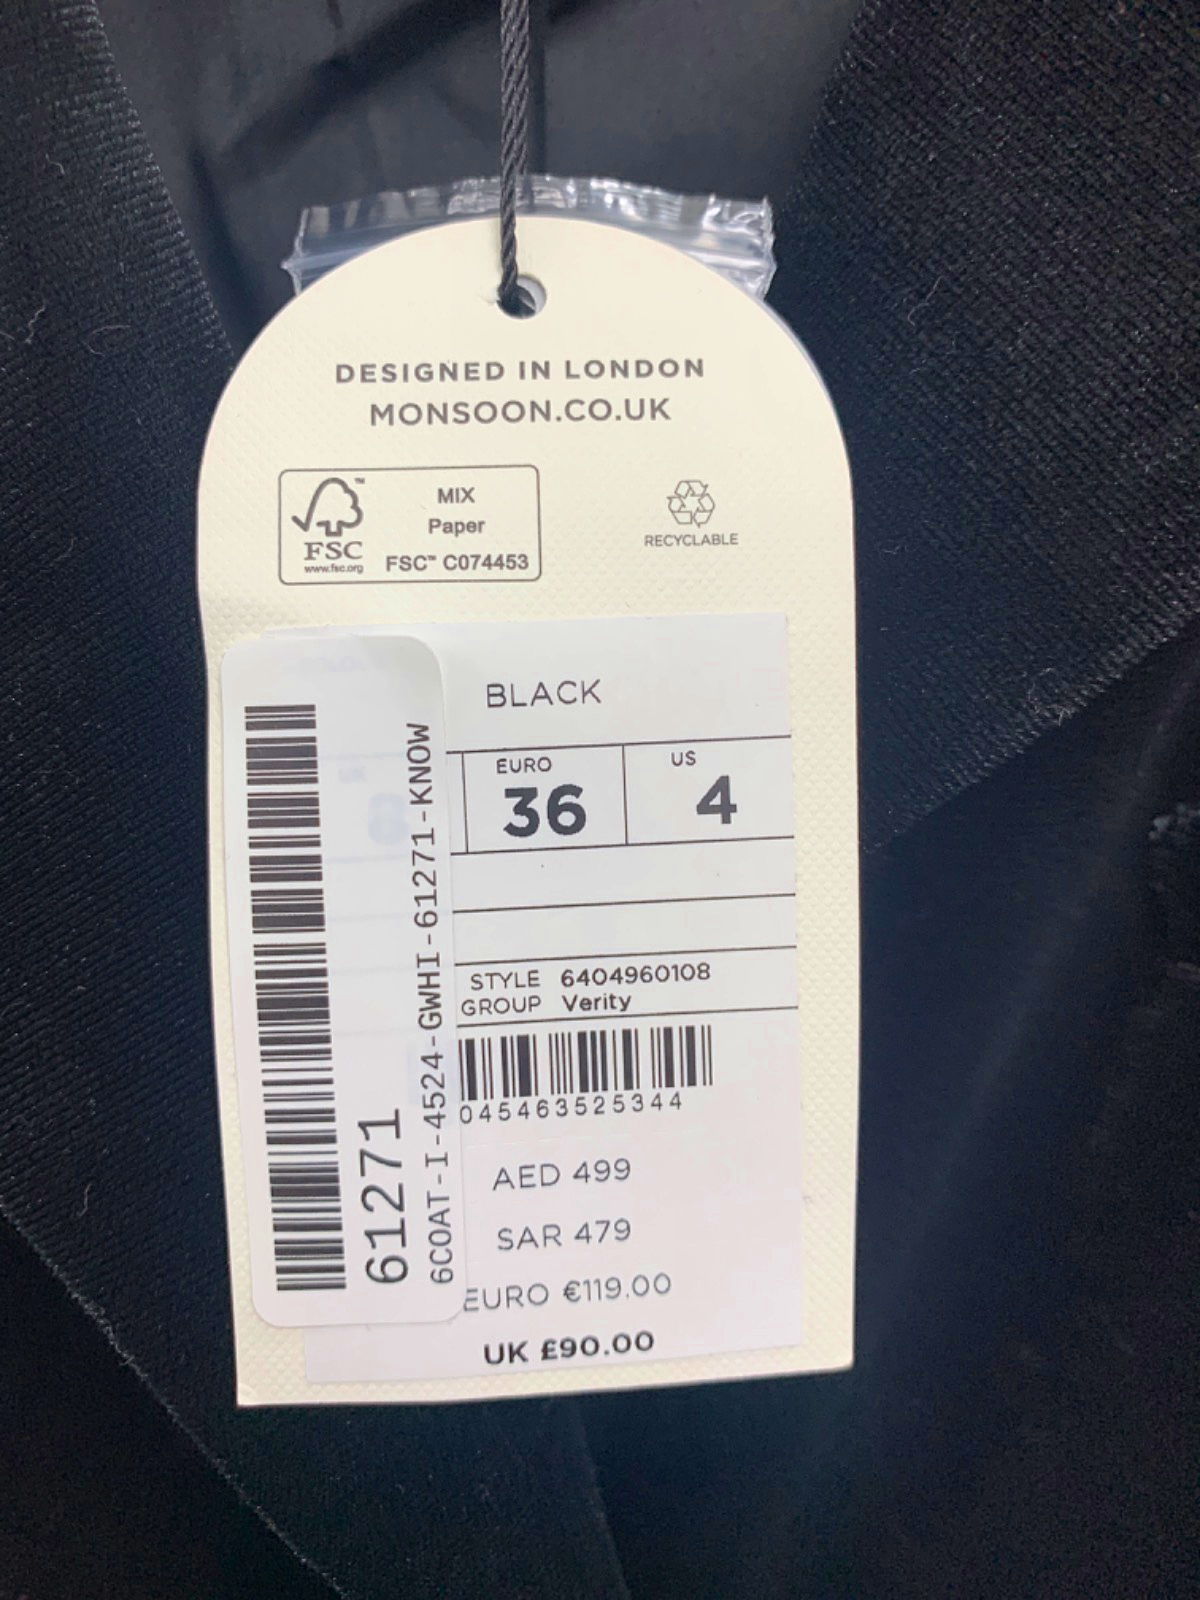 DESIGNED IN LONDON
MONSOON.CO.UK
FSC™
www.fsc.org
MIX
Paper
FSC™ C074453
RECYCLABLE
BLACK
EURO
36
US
4
STYLE 6404960108
GROUP Verity
045463525344
AED 499
SAR 479
EURO €119.00
UK £90.00
61271
6COAT-I-4524-GWHI-61271-KNOW